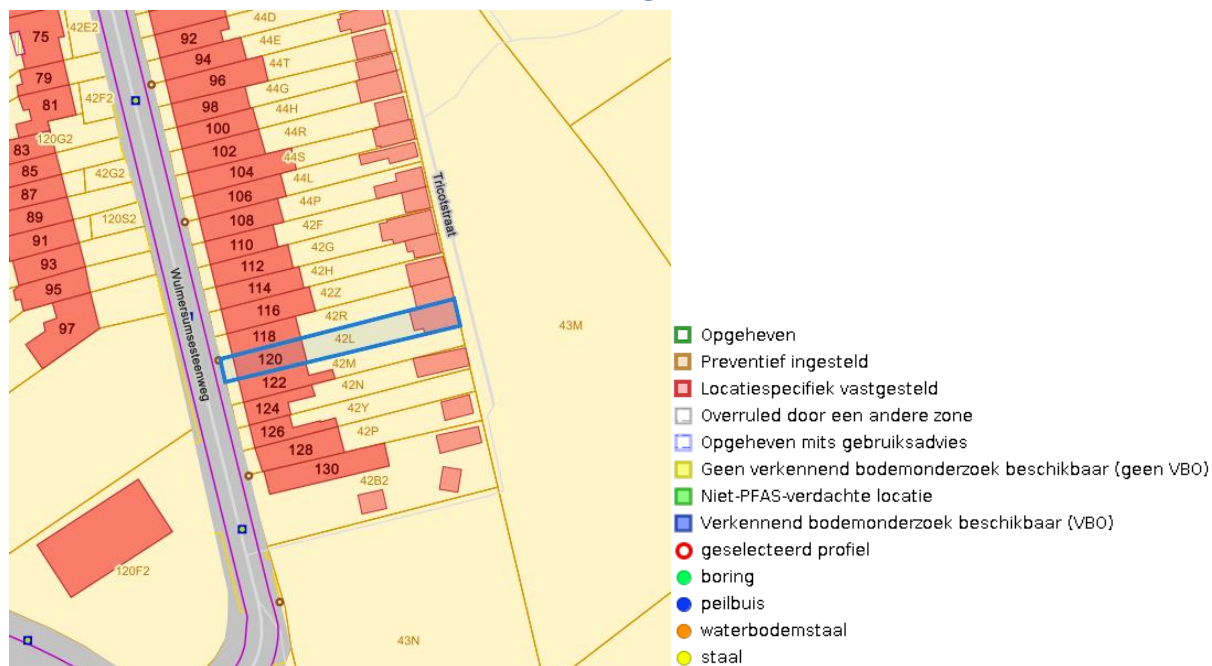 42E2
44D
75
92
44E
94
44T
79
96
44G
42F2
81
98
44H
100
44R
120G2
83
102
44S
85
42G2
104
44L
87
106
44P
Tricotstraat
89
120S2
108
42F
91
110
42G
93
112
42H
95
114
42Z
Wulmersumsesteenweg
97
116
42R
43M
118
42L
120
42M
122
42N
124
42Y
126
42P
128
130
42B2
120F2
43N
Opgeheven
Preventief ingesteld
Locatiespecifiek vastgesteld
Overruled door een andere zone
Opgeheven mits gebruiksadvies
Geen verkennend bodemonderzoek beschikbaar (geen VBO)
Niet-PFAS-verdachte locatie
Verkennend bodemonderzoek beschikbaar (VBO)
geselecteerd profiel
boring
peilbuis
waterbodemstaal
staal